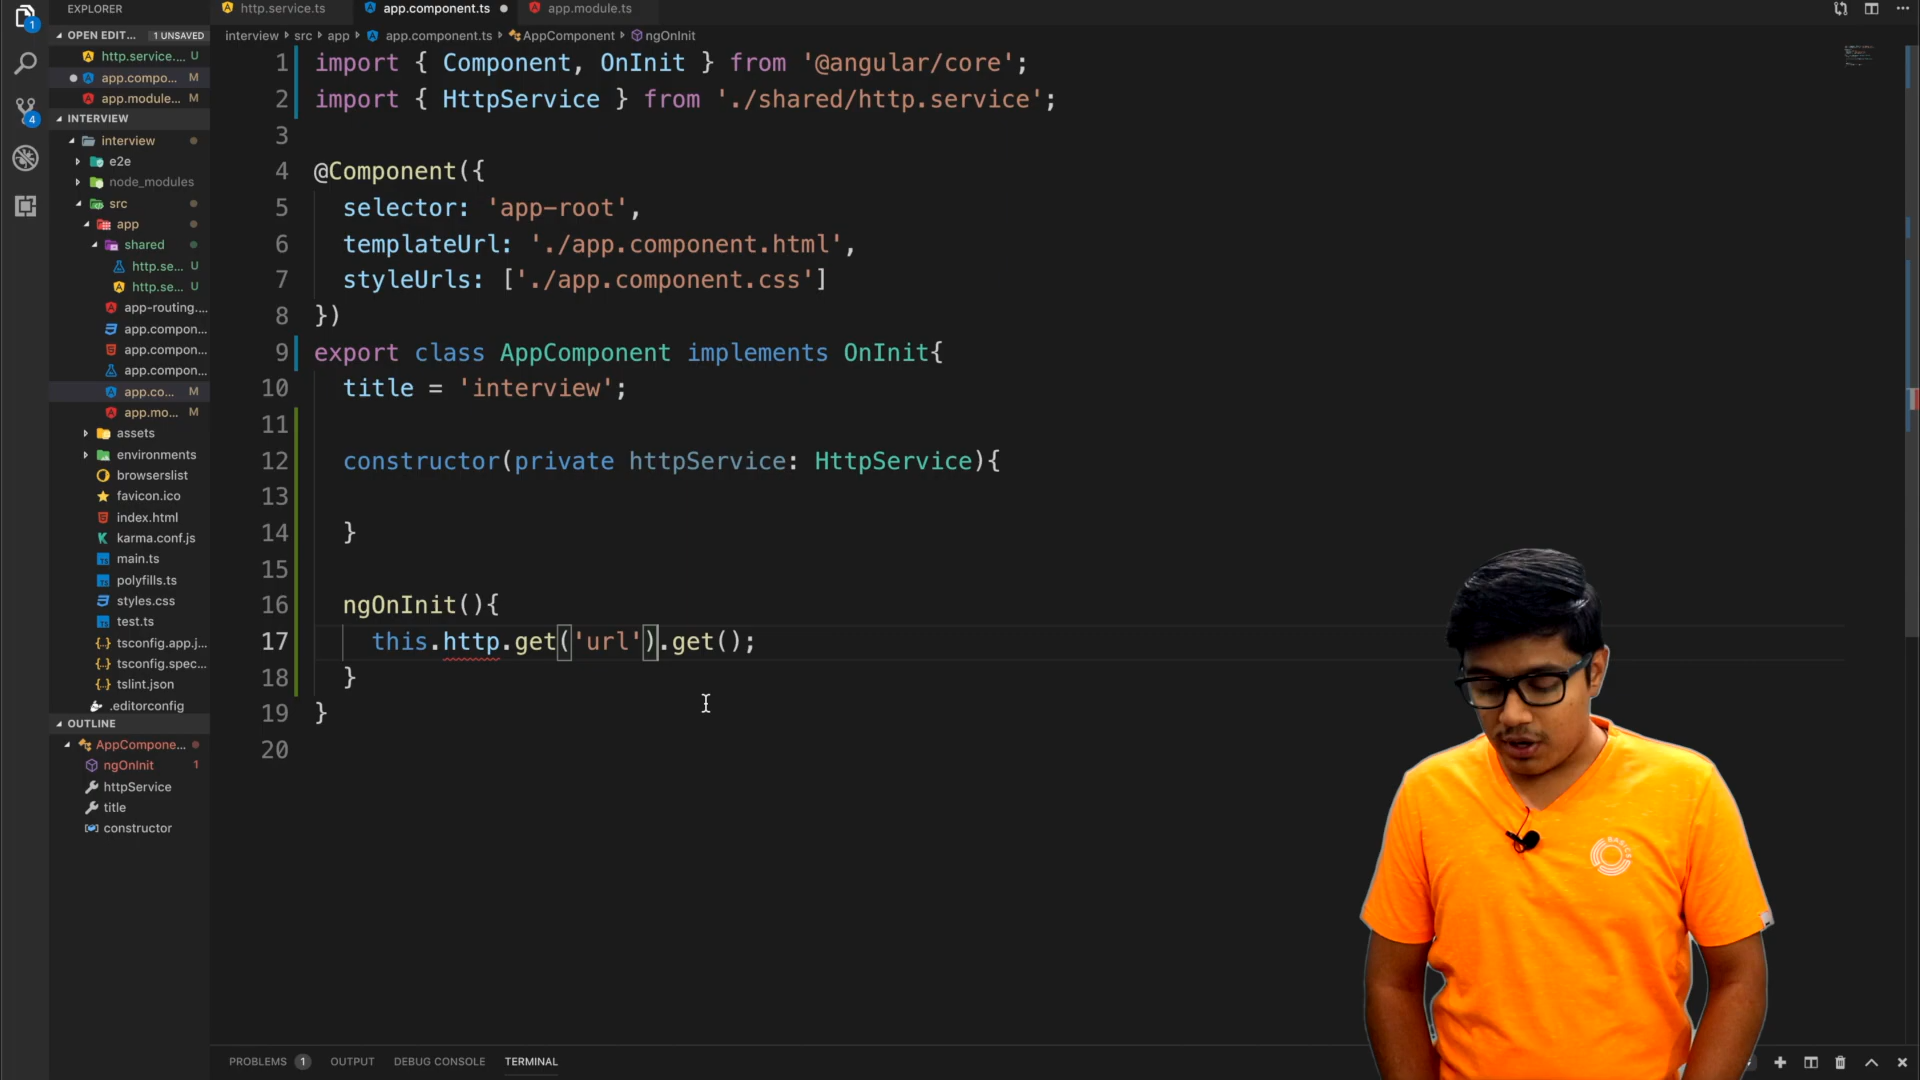 EXPLORER
OPEN EDIT... 1 UNSAVED
http.service.... U
app.compo... M
app.module... M
INTERVIEW
interview
e2e
node_modules
src
app
shared
http.se... U
http.se... U
app-routing....
app.compon...
app.compon...
app.compon...
app.co... M
app.mo... M
assets
environments
browserslist
favicon.ico
index.html
karma.conf.js
main.ts
polyfills.ts
styles.css
test.ts
tsconfig.app.j...
tsconfig.spec...
tslint.json
.editorconfig
OUTLINE
AppCompone...
ngOnInit 1
httpService
title
constructor
1
4
http.service.ts app.component.ts app.module.ts
interview › src › app › app.component.ts › AppComponent › ngOnInit
1 import { Component, OnInit } from '@angular/core';
2 import { HttpService } from './shared/http.service';
3
4 @Component({
5 selector: 'app-root',
6 templateUrl: './app.component.html',
7 styleUrls: ['./app.component.css']
8 })
9 export class AppComponent implements OnInit{
10 title = 'interview';
11
12 constructor(private httpService: HttpService){
13
14 }
15
16 ngOnInit(){
17 this.http.get('url').get();
18 }
19 }
20
PROBLEMS 1 OUTPUT DEBUG CONSOLE TERMINAL
BASICS